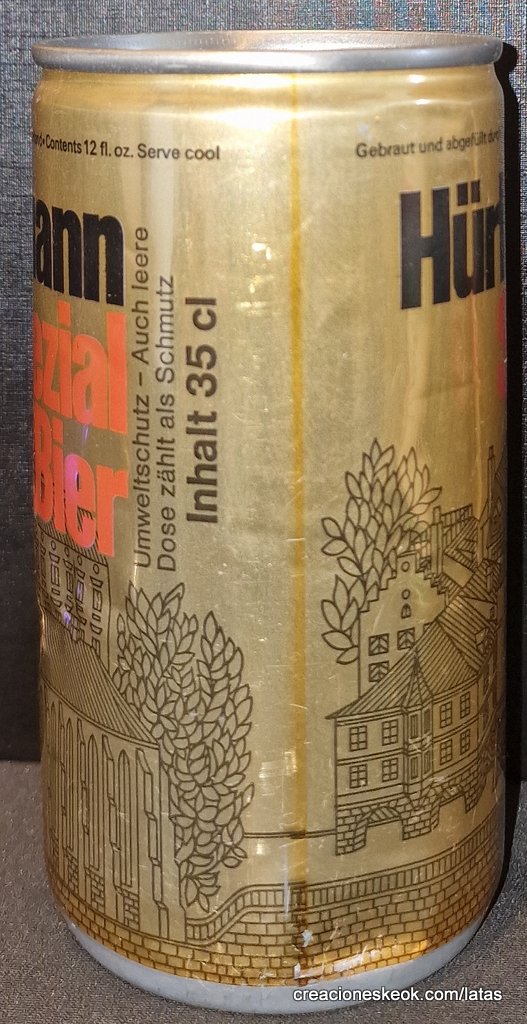 Contents 12 fl. oz. Serve cool
Gebraut und abgefüllt
ann
ezial
Bier
Umweltschutz – Auch leere
Dose zählt als Schmutz
Inhalt 35 cl
Hür
creacioneskeok.com/latas